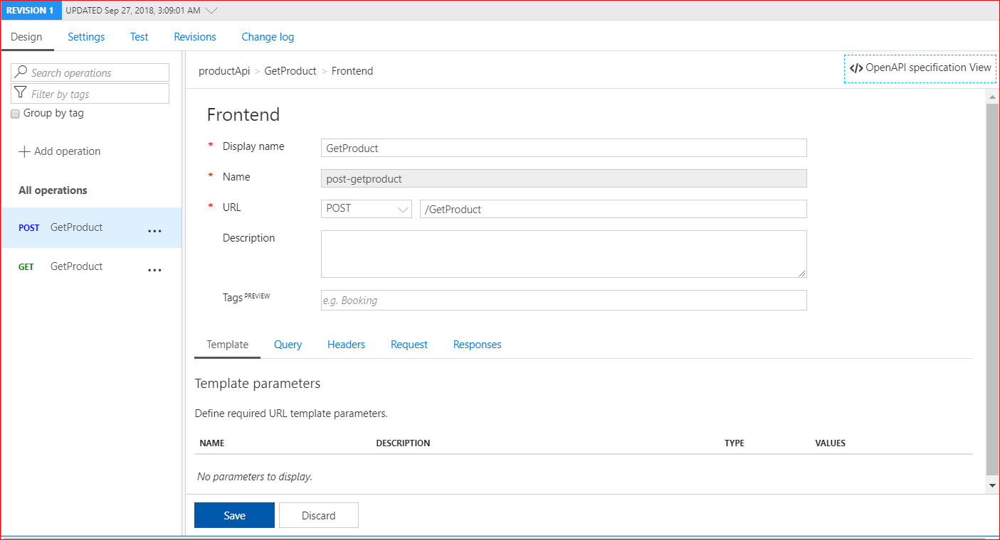 REVISION 1 UPDATED Sep 27, 2018, 3:09:01 AM
Design Settings Test Revisions Change log
Search operations
Filter by tags
Group by tag
Add operation
All operations
POST GetProduct ...
GET GetProduct ...
productApi > GetProduct > Frontend
</> OpenAPI specification View
Frontend
* Display name GetProduct
* Name post-getproduct
* URL POST /GetProduct
Description
Tags PREVIEW e.g. Booking
Template Query Headers Request Responses
Template parameters
Define required URL template parameters.
NAME DESCRIPTION TYPE VALUES
No parameters to display.
Save Discard